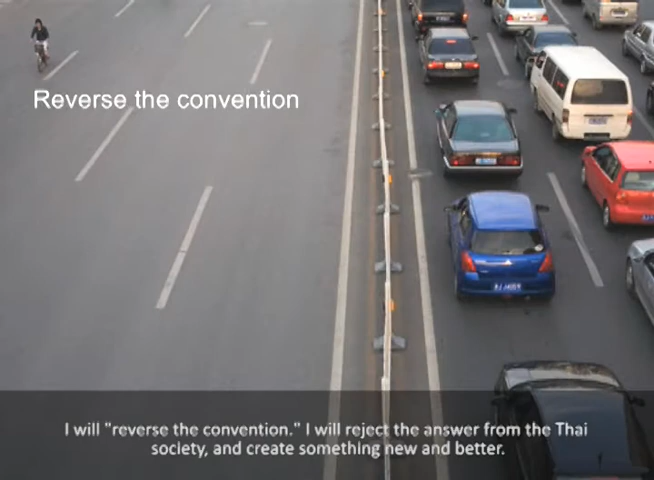 Reverse the convention
I will "reverse the convention." I will reject the answer from the Thai
society, and create something new and better.